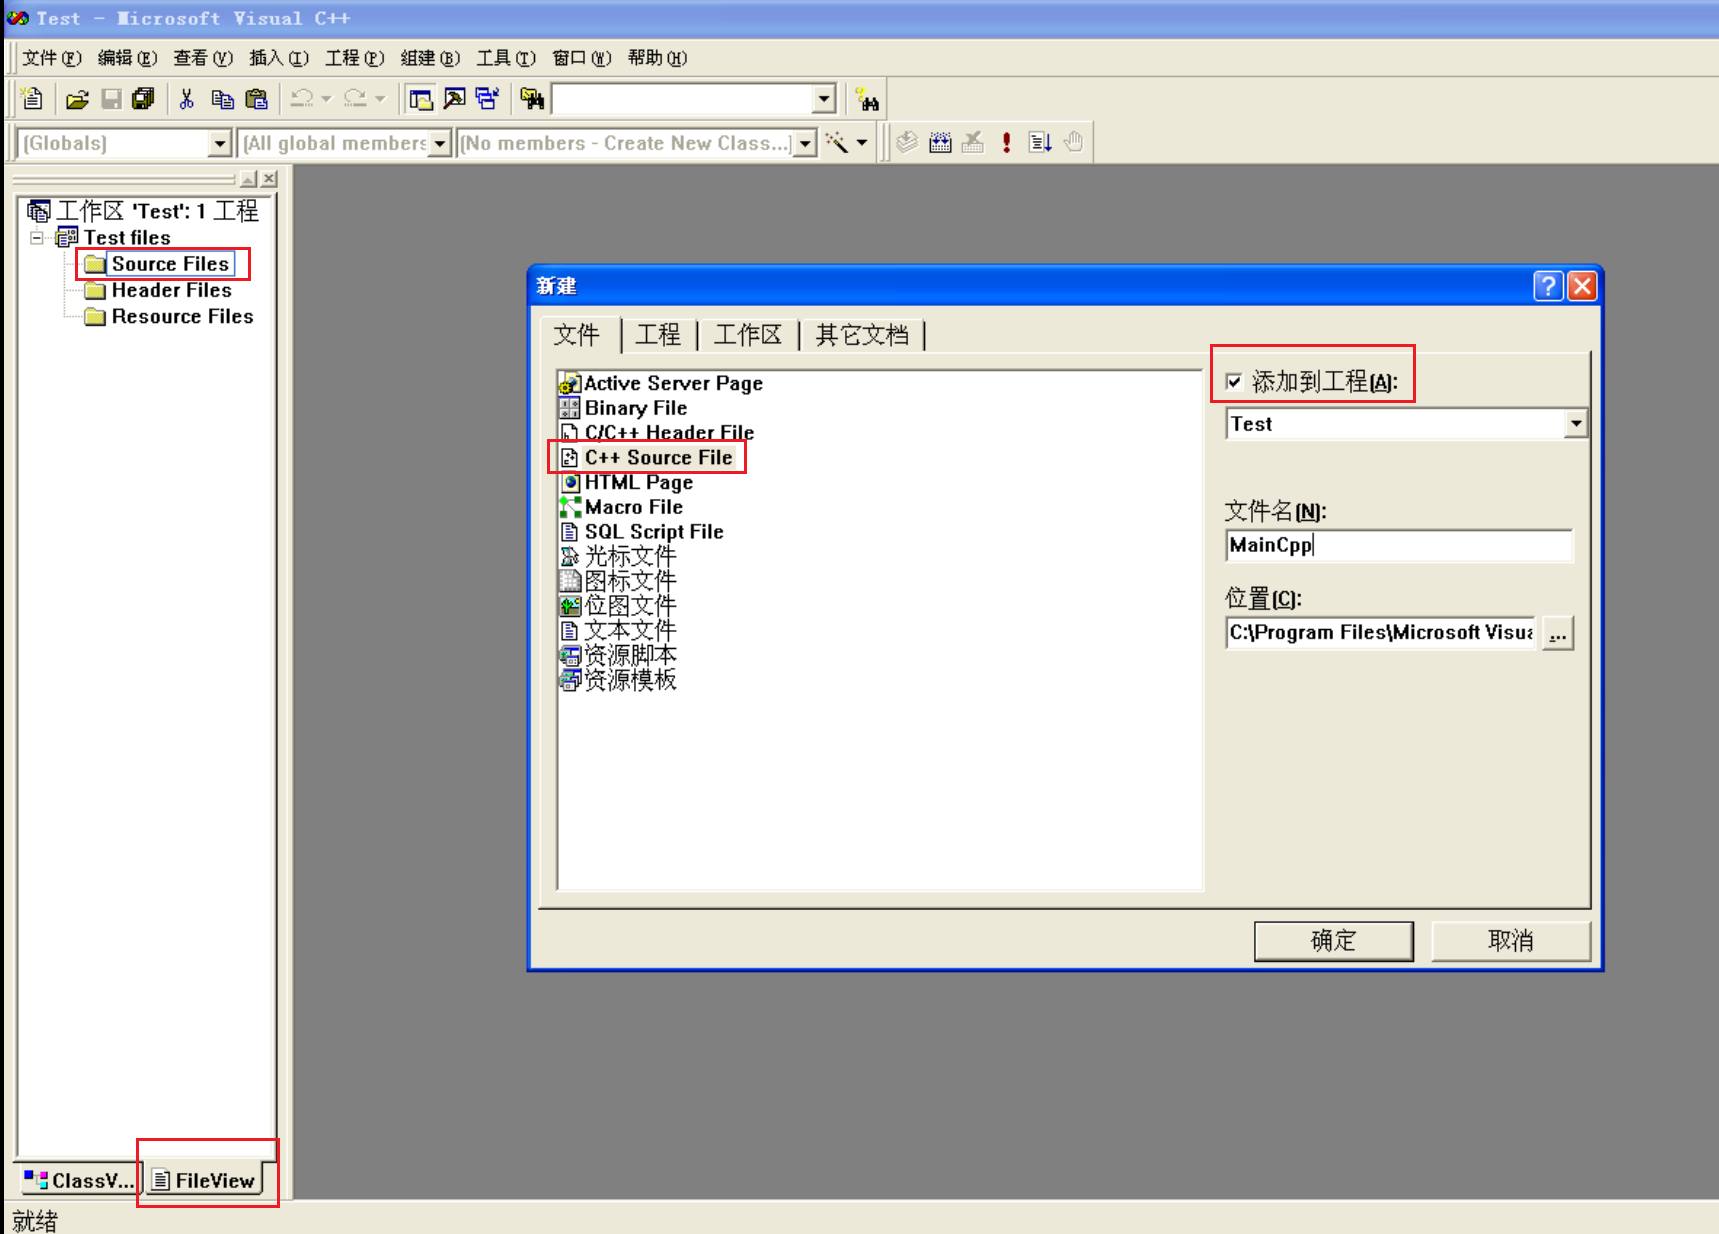 Test - Microsoft Visual C++
文件(F) 编辑(E) 查看(V) 插入(I) 工程(P) 组建(B) 工具(T) 窗口(W) 帮助(H)
(Globals) (All global members (No members - Create New Class...)
工作区 'Test': 1 工程
Test files
Source Files
Header Files
Resource Files
新建
文件 工程 工作区 其它文档
Active Server Page
Binary File
C/C++ Header File
C++ Source File
HTML Page
Macro File
SQL Script File
光标文件
图标文件
位图文件
文本文件
资源脚本
资源模板
添加到工程(A):
Test
文件名(N):
MainCpp
位置(C):
C:\Program Files\Microsoft Visua ...
确定 取消
ClassV... FileView
就绪